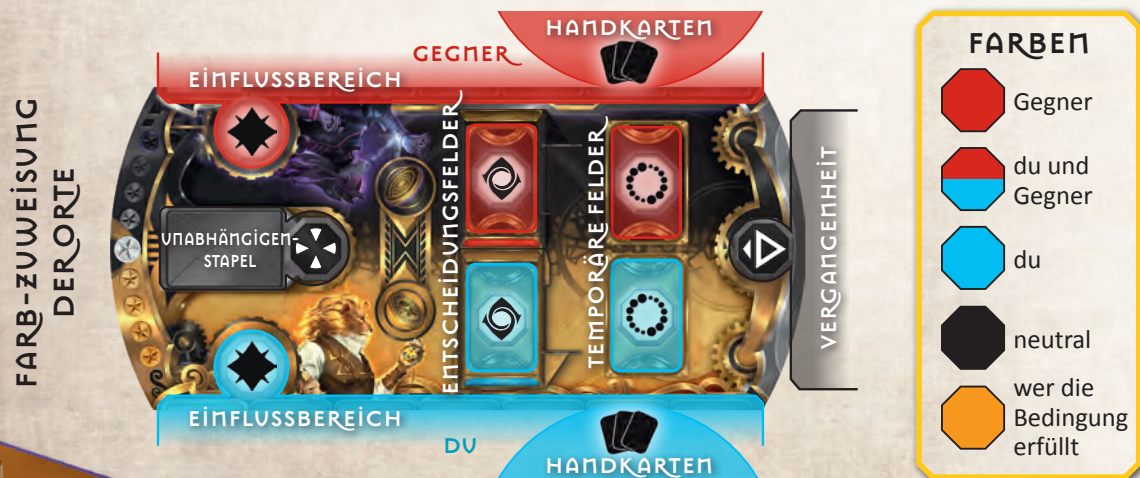 FARB-ZUWEISUNG
DER ORTE
HANDKARTEN
GEGNER
EINFLUSSBEREICH
ENTSCHEIDUNGSFELDER
TEMPORÄRE FELDER
UNABHÄNGIGEN-
STAPEL
VERGANGENHEIT
EINFLUSSBEREICH
DU
HANDKARTEN
FARBEN
Gegner
du und
Gegner
du
neutral
wer die
Bedingung
erfüllt